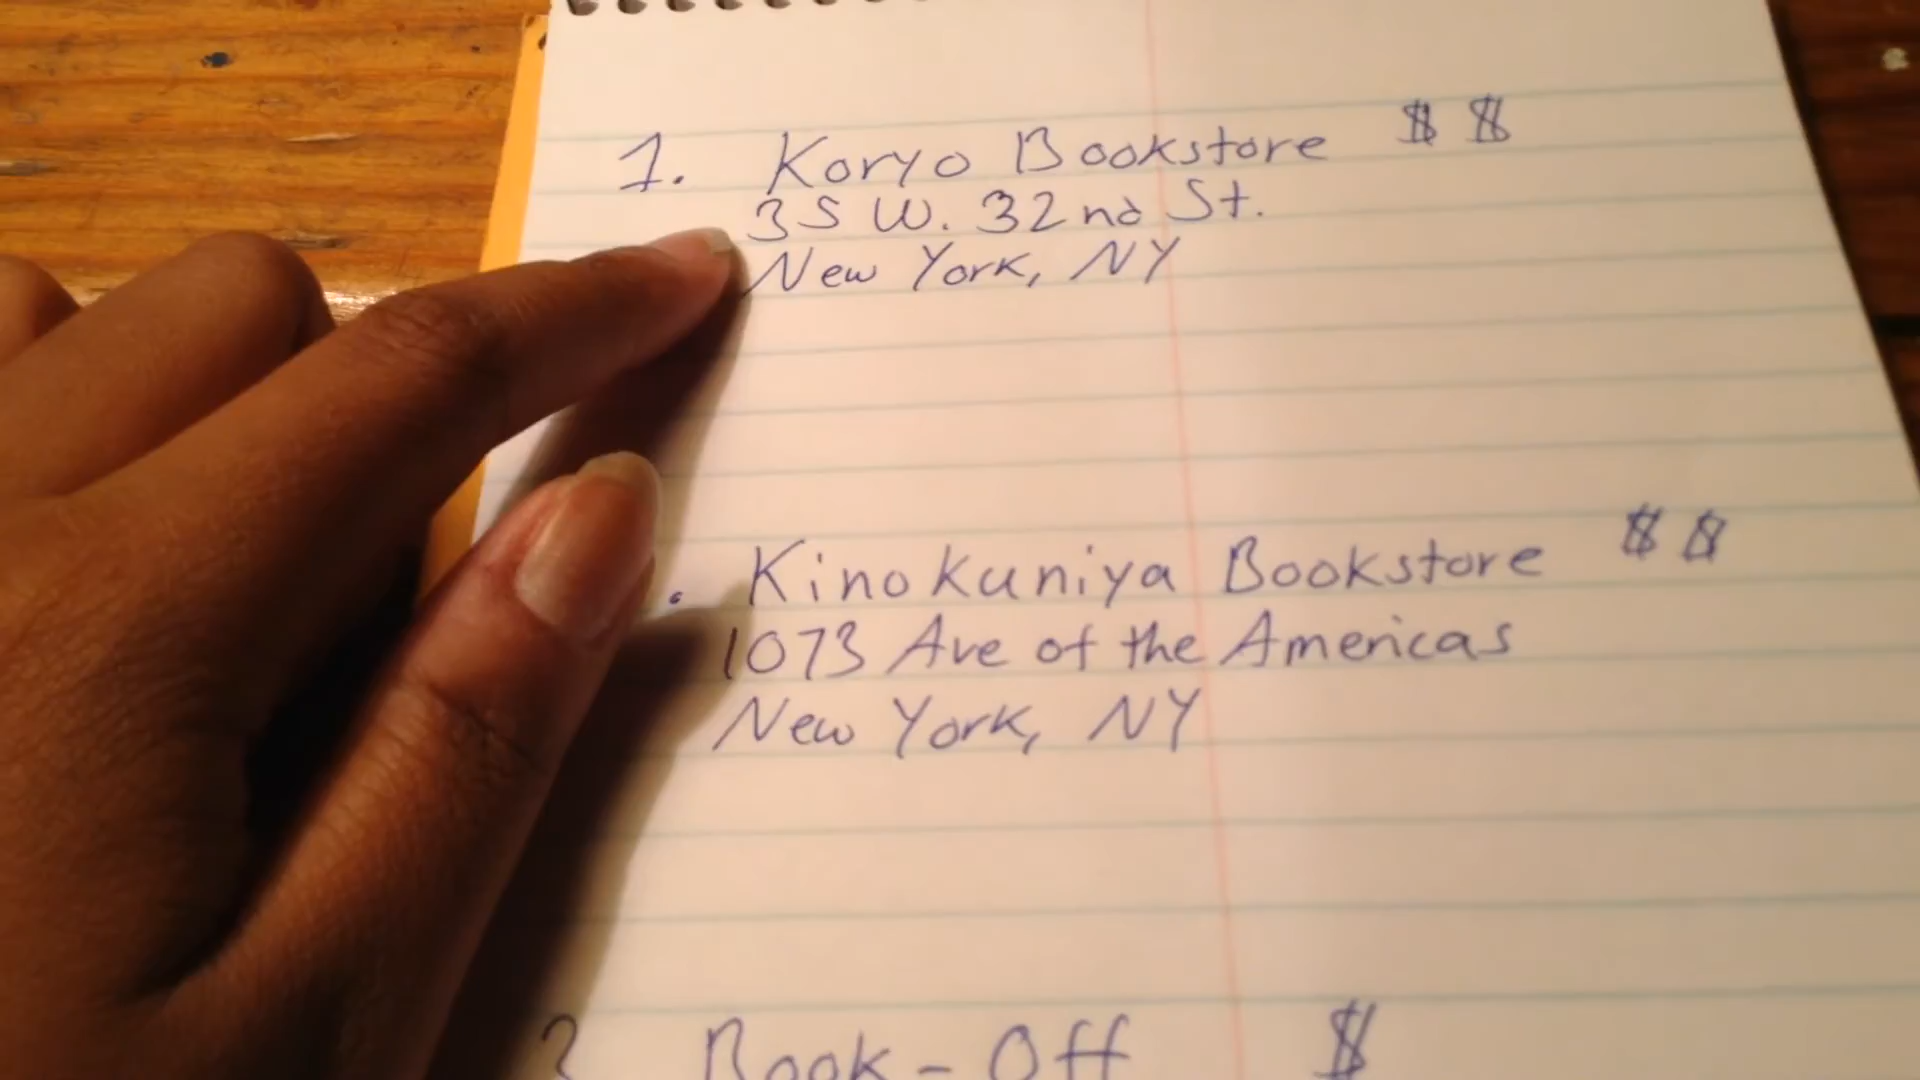 1. Koryo Bookstore $ $
35 W. 32nd St.
New York, NY
. Kinokuniya Bookstore $ $
1073 Ave of the Americas
New York, NY
3 Book-Off $